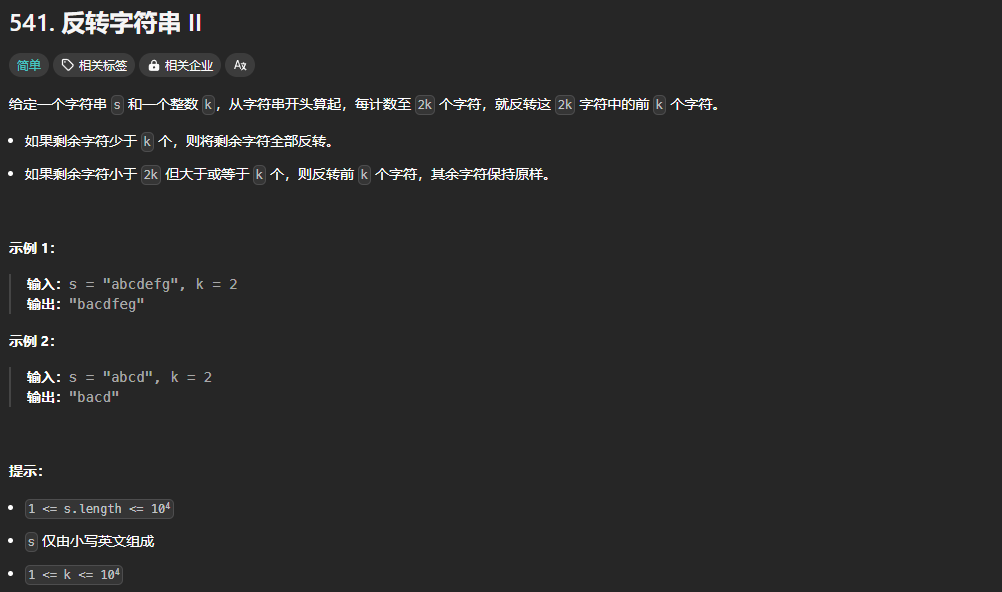 541. 反转字符串 II
简单 相关标签 相关企业 Aא
给定一个字符串 s 和一个整数 k，从字符串开头算起，每计数至 2k 个字符，就反转这 2k 字符中的前 k 个字符。
• 如果剩余字符少于 k 个，则将剩余字符全部反转。
• 如果剩余字符小于 2k 但大于或等于 k 个，则反转前 k 个字符，其余字符保持原样。
示例 1：
输入：s = "abcdefg", k = 2
输出："bacdfeg"
示例 2：
输入：s = "abcd", k = 2
输出："bacd"
提示：
• 1 <= s.length <= 10⁴
• s 仅由小写英文组成
• 1 <= k <= 10⁴